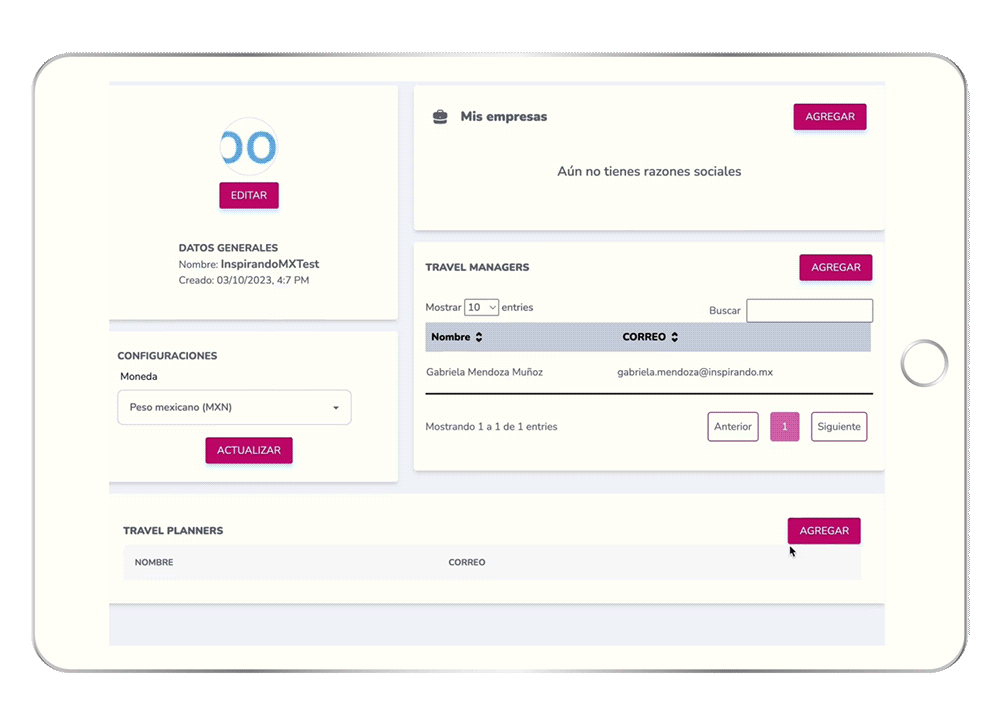 OO
EDITAR
DATOS GENERALES
Nombre: InspirandoMXTest
Creado: 03/10/2023, 4:7 PM
CONFIGURACIONES
Moneda
Peso mexicano (MXN)
ACTUALIZAR
Mis empresas
AGREGAR
Aún no tienes razones sociales
TRAVEL MANAGERS
AGREGAR
Mostrar 10 entries
Buscar
Nombre CORREO
Gabriela Mendoza Muñoz gabriela.mendoza@inspirando.mx
Mostrando 1 a 1 de 1 entries
Anterior 1 Siguiente
TRAVEL PLANNERS
AGREGAR
NOMBRE CORREO